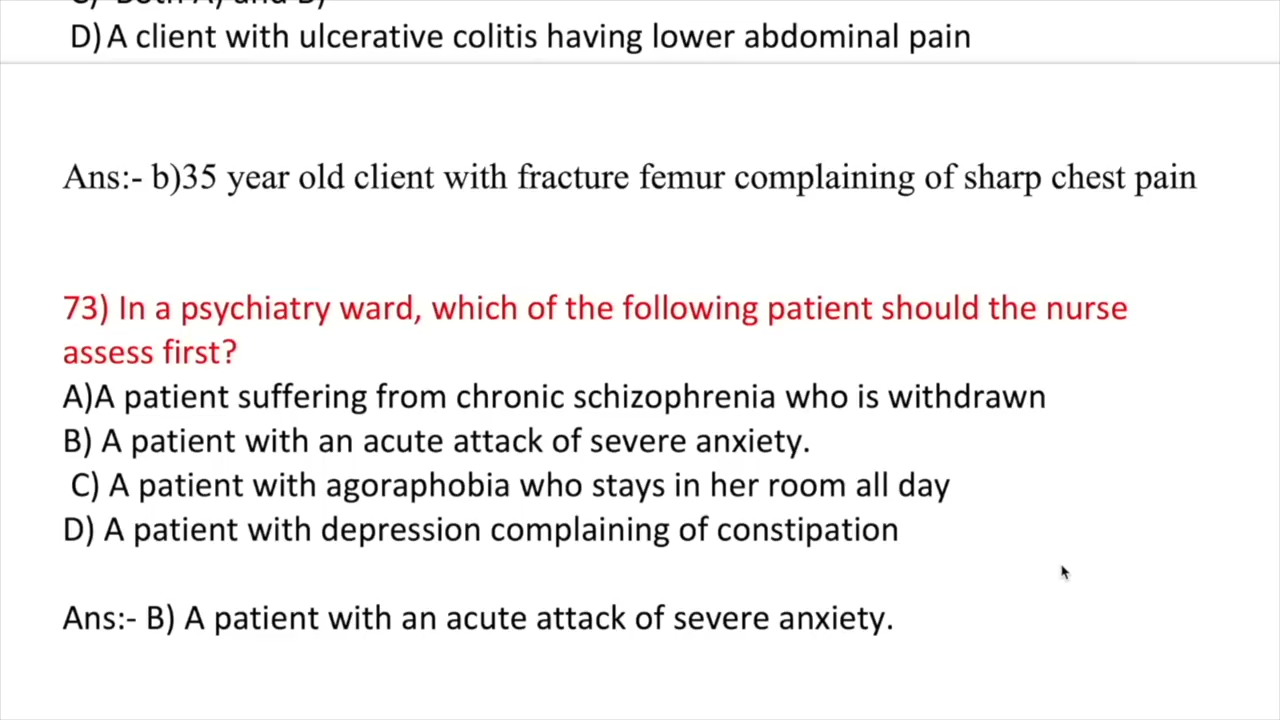 C) Both A) and B)
D) A client with ulcerative colitis having lower abdominal pain
Ans:- b)35 year old client with fracture femur complaining of sharp chest pain
73) In a psychiatry ward, which of the following patient should the nurse
assess first?
A)A patient suffering from chronic schizophrenia who is withdrawn
B) A patient with an acute attack of severe anxiety.
C) A patient with agoraphobia who stays in her room all day
D) A patient with depression complaining of constipation
Ans:- B) A patient with an acute attack of severe anxiety.